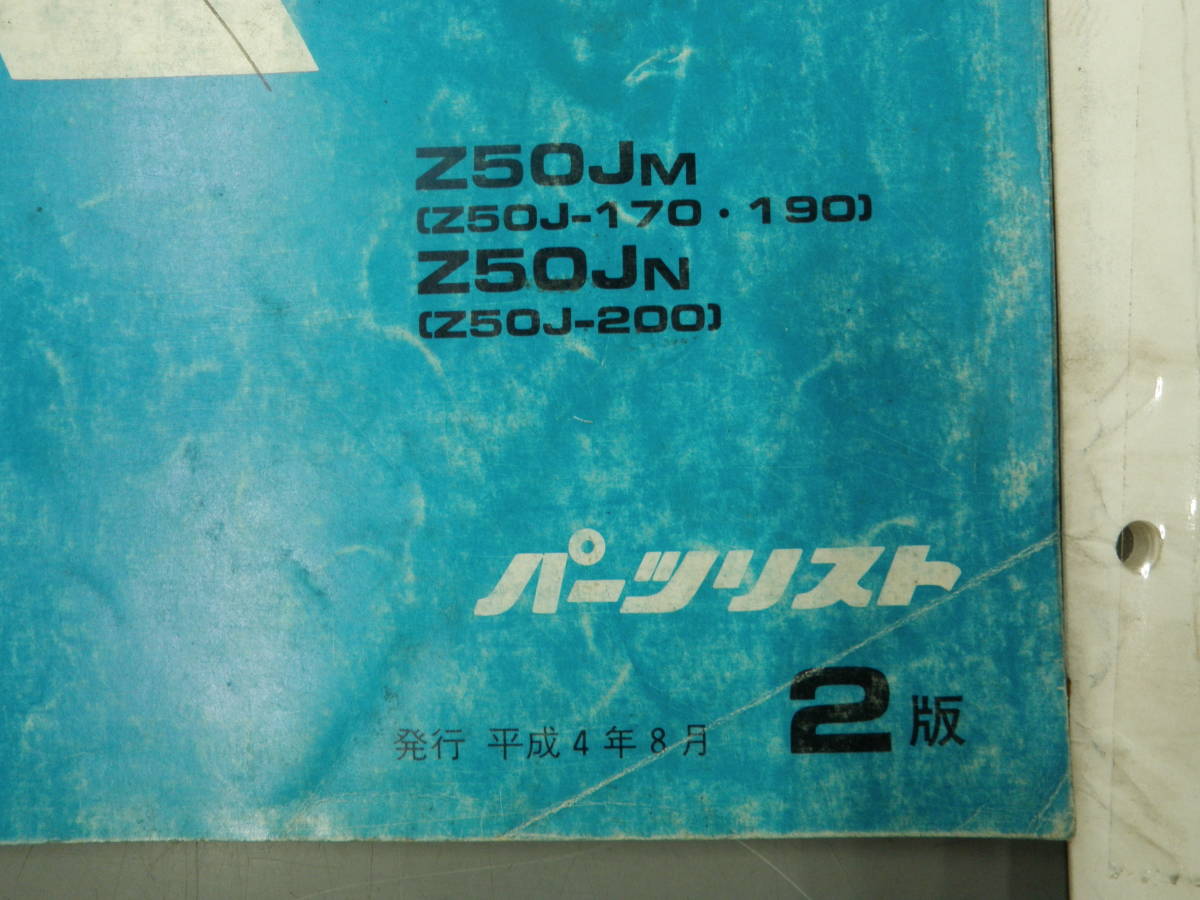 Z50JM
(Z50J-170・190)
Z50JN
(Z50J-200)
パーツリスト
発行 平成4年8月 2版